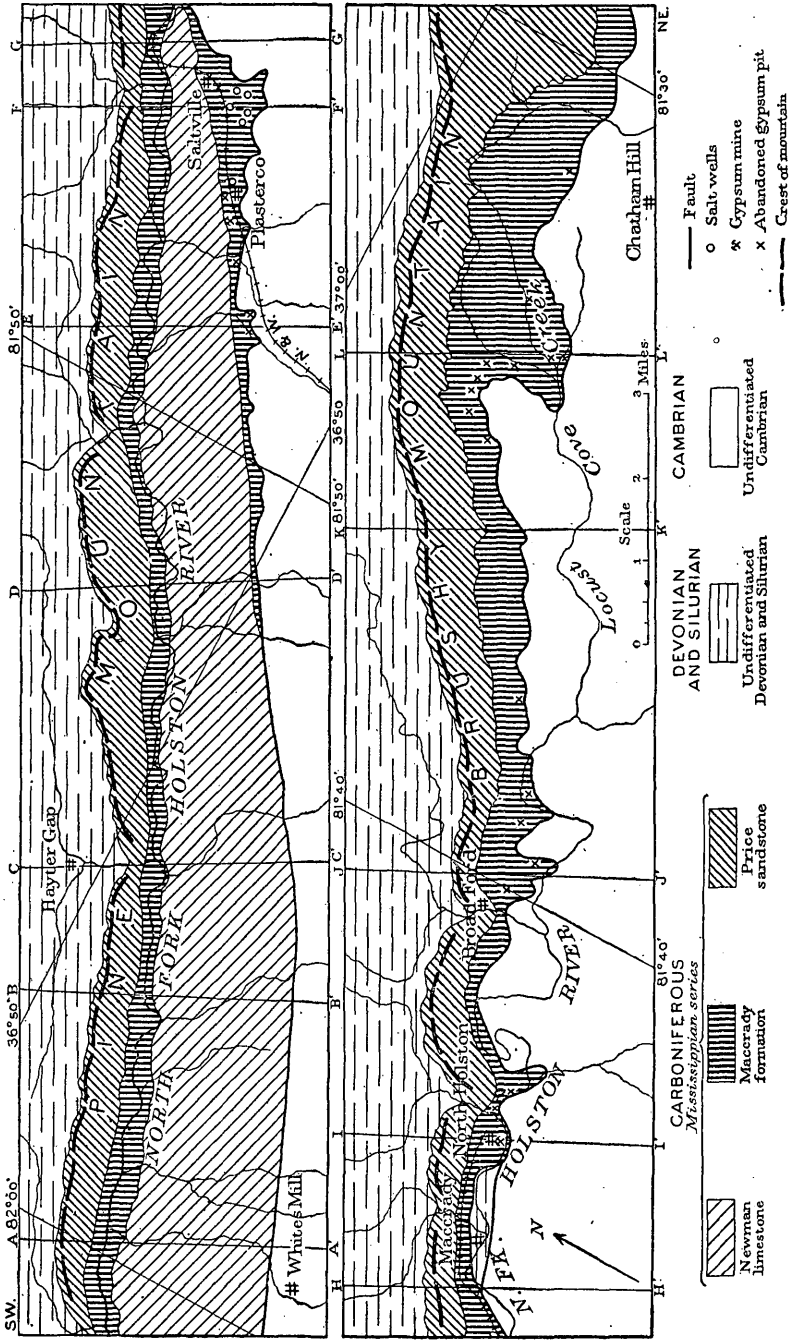 SW.
A 82°00'
36°50' B
C
D
81°50'
E
F
G
Hayter Gap
PINE MOUNTAIN
NORTH FORK HOLSTON RIVER
Saltville
Plasterco
N. & W.
Whites Mill
A'
B'
C'
D'
E'
F'
G'
H
I
J
81°40'
K 81°50'
36°50'
L
37°00'
BRUSHY MOUNTAIN
Maccrady
North Holston
Broad Ford
N. FK. HOLSTON RIVER
Locust Cove Creek
Chatham Hill
N
Scale
0 1 2 3 Miles
H'
I'
81°40'
J'
K'
L'
81°30'
NE.
CARBONIFEROUS
Mississippian series
DEVONIAN
AND SILURIAN
CAMBRIAN
Newman
limestone
Maccrady
formation
Price
sandstone
Undifferentiated
Devonian and Silurian
Undifferentiated
Cambrian
Fault
Salt wells
Gypsum mine
Abandoned gypsum pit
Crest of mountain